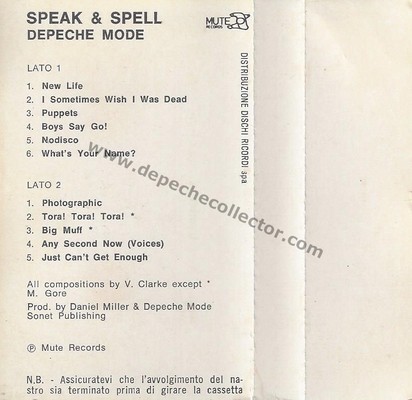 SPEAK & SPELL
DEPECHE MODE
MUTE
RECORDS
DISTRIBUZIONE DISCHI RICORDI spa
LATO 1
1. New Life
2. I Sometimes Wish I Was Dead
3. Puppets
4. Boys Say Go!
5. Nodisco
6. What's Your Name?
LATO 2
1. Photographic
2. Tora! Tora! Tora! *
3. Big Muff *
4. Any Second Now (Voices)
5. Just Can't Get Enough
All compositions by V. Clarke except *
M. Gore
Prod. by Daniel Miller & Depeche Mode
Sonet Publishing
℗ Mute Records
N.B. - Assicuratevi che l'avvolgimento del na-
stro sia terminato prima di girare la cassetta
www.depechecollector.com